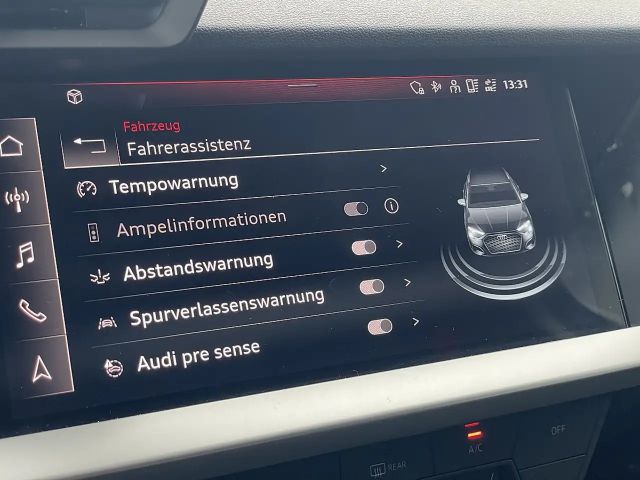 13:31
Fahrzeug
Fahrerassistenz
Tempowarnung
Ampelinformationen
Abstandswarnung
Spurverlassenswarnung
Audi pre sense
A/C
OFF
REAR